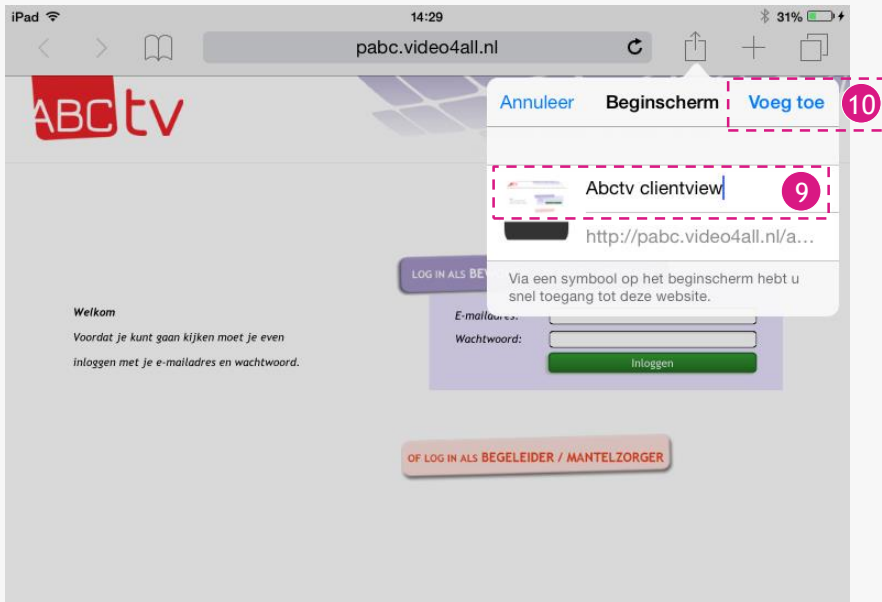 iPad 14:29 31%
pabc.video4all.nl
ABCtv
Annuleer Beginscherm Voeg toe 10
Abctv clientview 9
http://pabc.video4all.nl/a...
Via een symbool op het beginscherm hebt u
snel toegang tot deze website.
LOG IN ALS BE
Welkom
Voordat je kunt gaan kijken moet je even
inloggen met je e-mailadres en wachtwoord.
E-mailadres:
Wachtwoord:
Inloggen
OF LOG IN ALS BEGELEIDER / MANTELZORGER